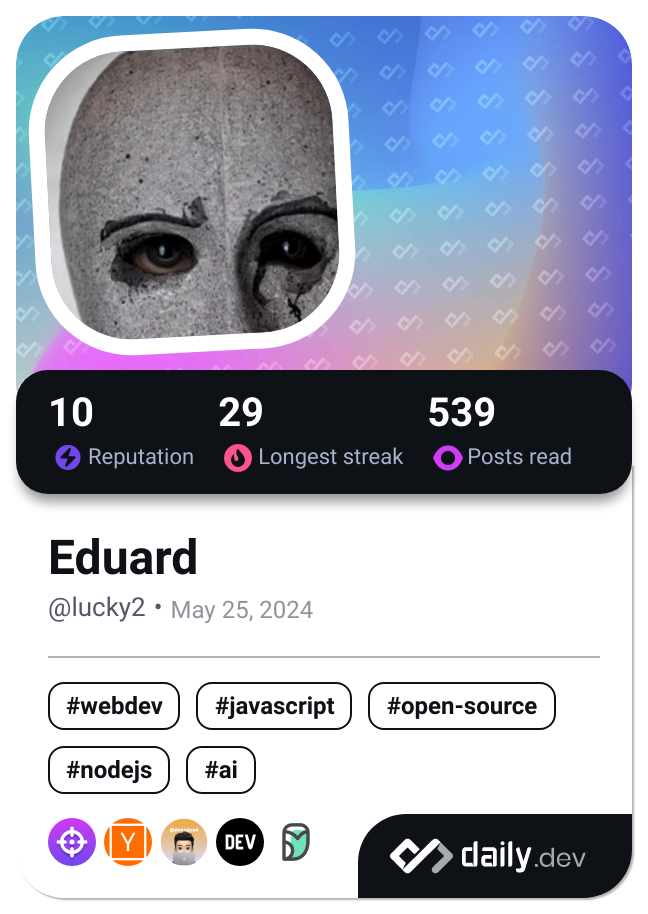 10 29 539
Reputation Longest streak Posts read
Eduard
@lucky2 • May 25, 2024
#webdev #javascript #open-source
#nodejs #ai
Y DEV daily.dev